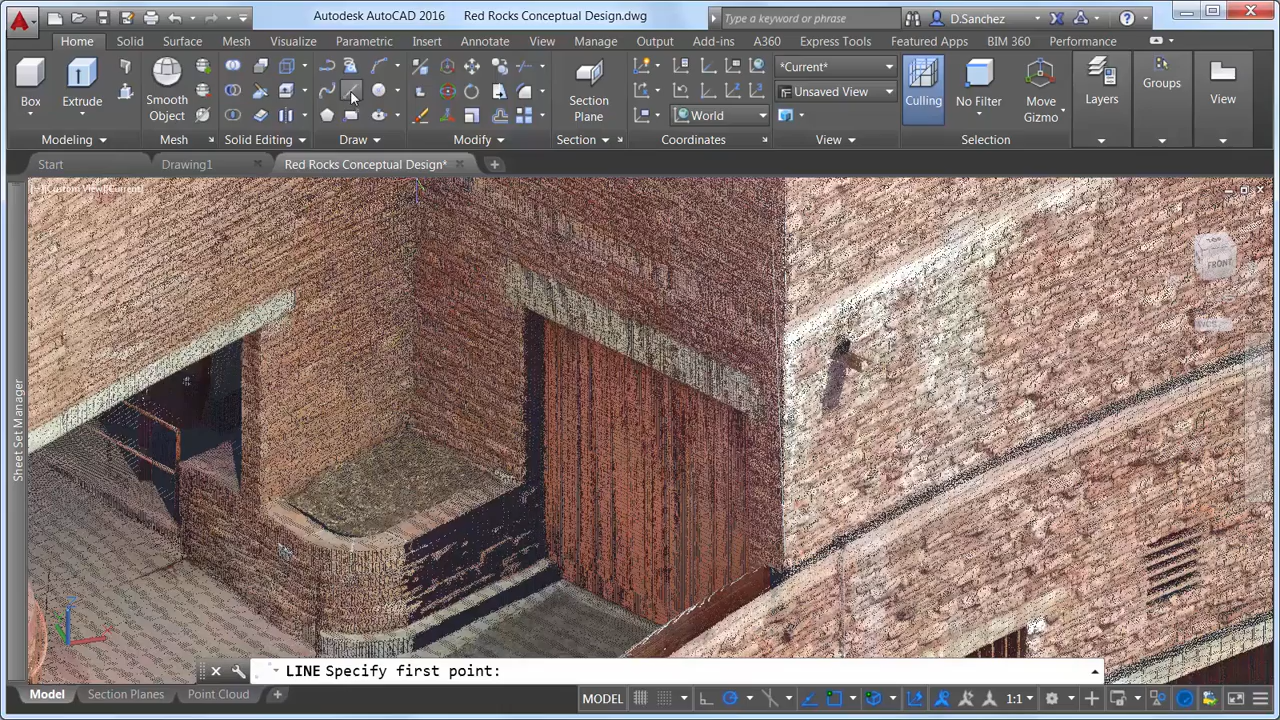 Autodesk AutoCAD 2016 Red Rocks Conceptual Design.dwg Type a keyword or phrase D.Sanchez
Home Solid Surface Mesh Visualize Parametric Insert Annotate View Manage Output Add-ins A360 Express Tools Featured Apps BIM 360 Performance
Box Extrude Smooth Object Section Plane *Current* Unsaved View World Culling No Filter Move Gizmo Layers Groups View
Modeling Mesh Solid Editing Draw Modify Section Coordinates View Selection
Start Drawing1 Red Rocks Conceptual Design*
[−][Custom View][Current]
TOP
FRONT
Sheet Set Manager
LINE Specify first point:
Model Section Planes Point Cloud MODEL 1:1